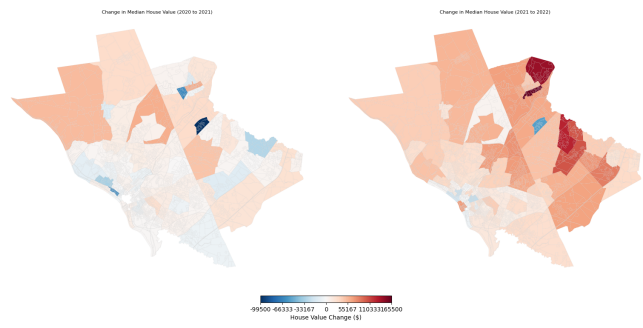 Change in Median House Value (2020 to 2021)
Change in Median House Value (2021 to 2022)
-99500 -66333 -33167 0 55167 110333165500
House Value Change ($)